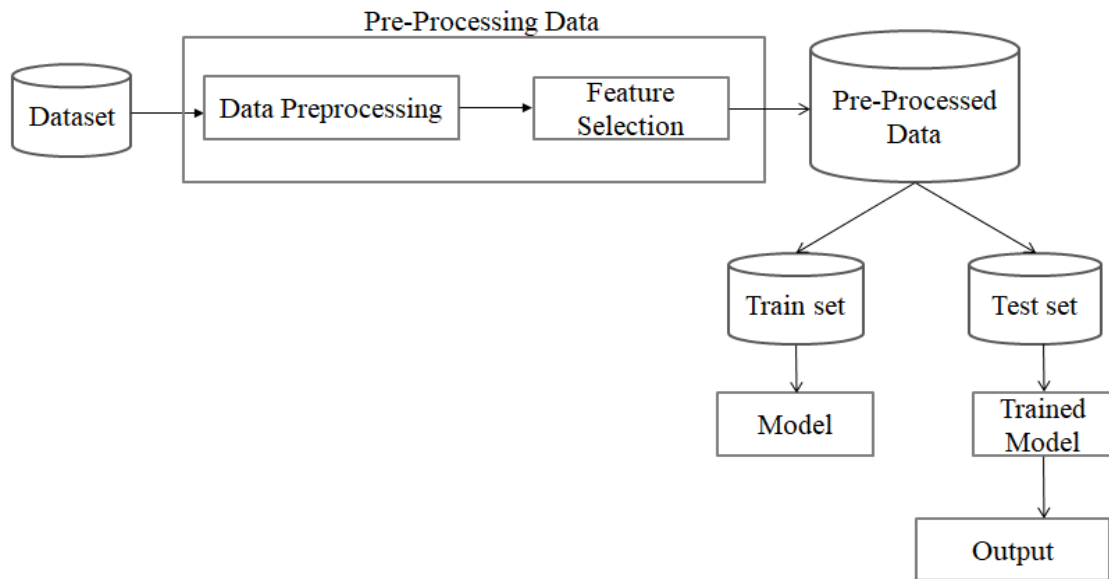 Pre-Processing Data
Dataset
Data Preprocessing
Feature
Selection
Pre-Processed
Data
Train set
Test set
Model
Trained
Model
Output